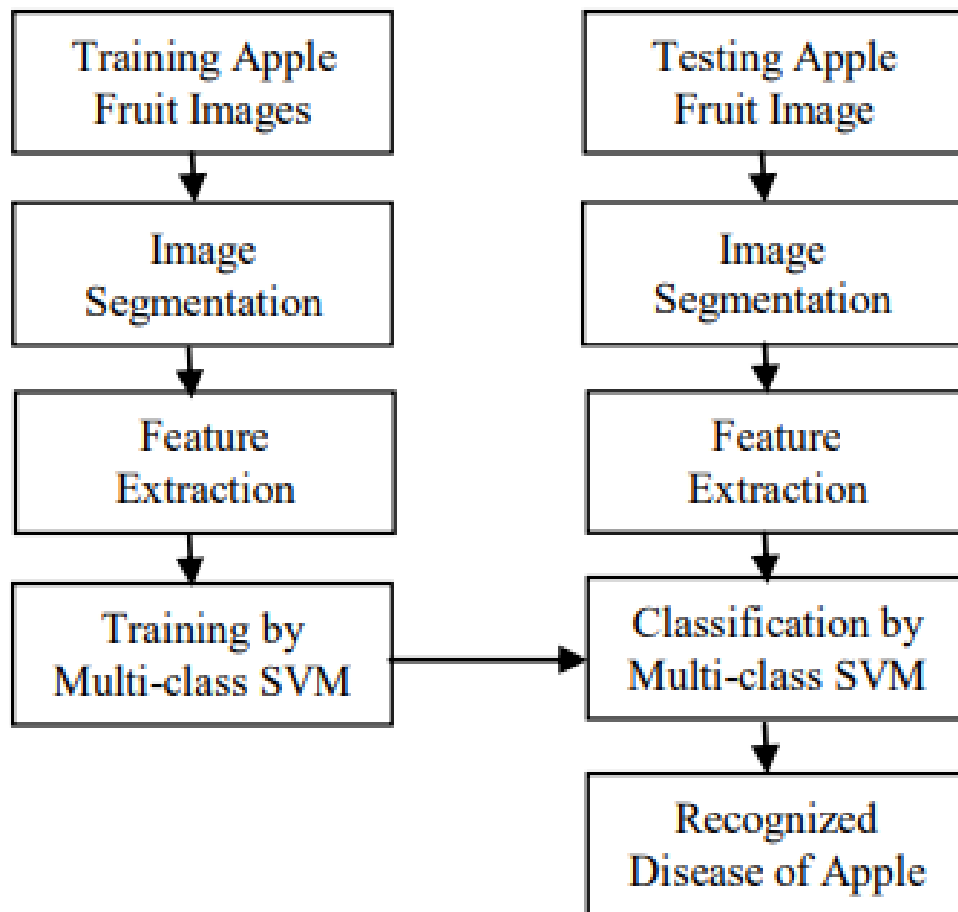 Training Apple
Fruit Images
Image
Segmentation
Feature
Extraction
Training by
Multi-class SVM
Testing Apple
Fruit Image
Image
Segmentation
Feature
Extraction
Classification by
Multi-class SVM
Recognized
Disease of Apple